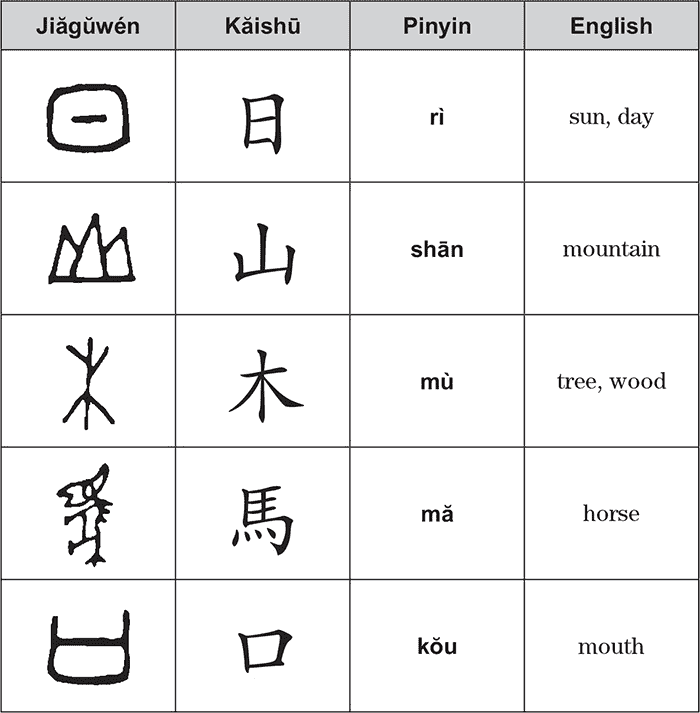 Jiăgŭwén Kăishū Pinyin English
日 rì sun, day
山 shān mountain
木 mù tree, wood
馬 mă horse
口 kŏu mouth